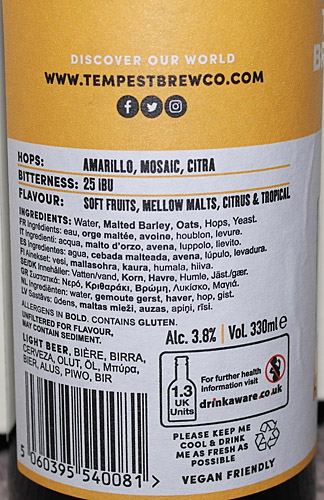 DISCOVER OUR WORLD
WWW.TEMPESTBREWCO.COM
HOPS: AMARILLO, MOSAIC, CITRA
BITTERNESS: 25 IBU
FLAVOUR: SOFT FRUITS, MELLOW MALTS, CITRUS & TROPICAL
INGREDIENTS: Water, Malted Barley, Oats, Hops, Yeast.
FR Ingrédients: eau, orge maltée, avoine, houblon, levure.
IT Ingredienti: acqua, malto d'orzo, avena, luppolo, lievito.
ES Ingredientes: agua, cebada malteada, avena, lúpulo, levadura.
FI Ainekset: vesi, mallasohra, kaura, humala, hiiva.
SE/DK Innehåller: Vatten/vand, Korn, Havre, Humle, Jäst./gær.
GR Συστατικά: Νερό, Κριθαράκι, Βρώμη, Λυκίσκο, Μαγιά.
NL Ingrediënten: water, gemoute gerst, haver, hop, gist.
LV Sastāvs: ūdens, maltas mieži, auzas, apiņi, rīsi.
ALLERGENS IN BOLD. CONTAINS GLUTEN.
UNFILTERED FOR FLAVOUR,
MAY CONTAIN SEDIMENT.
Alc. 3.8% Vol. 330ml e
LIGHT BEER, BIÈRE, BIRRA,
CERVEZA, OLUT, ÖL, Μπύρα,
BIER, ALUS, PIWO, BIR
1.3
UK
Units
For further health
information visit
drinkaware.co.uk
PLEASE KEEP ME
COOL & DRINK
ME AS FRESH AS
POSSIBLE
VEGAN FRIENDLY
5 060395 540081 >